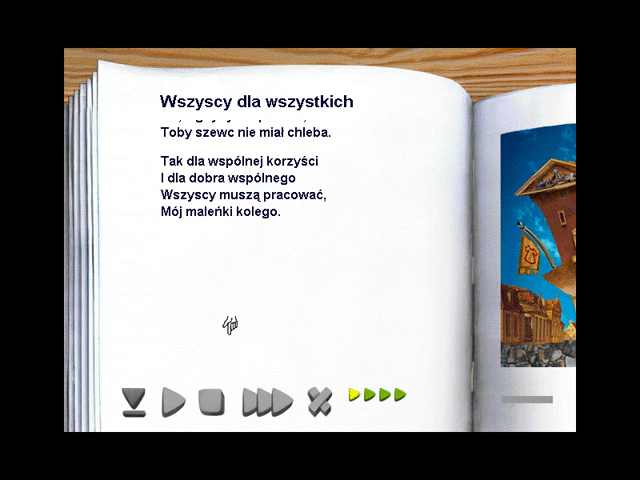 Wszyscy dla wszystkich
Toby szewc nie miał chleba.
Tak dla wspólnej korzyści
I dla dobra wspólnego
Wszyscy muszą pracować,
Mój maleńki kolego.